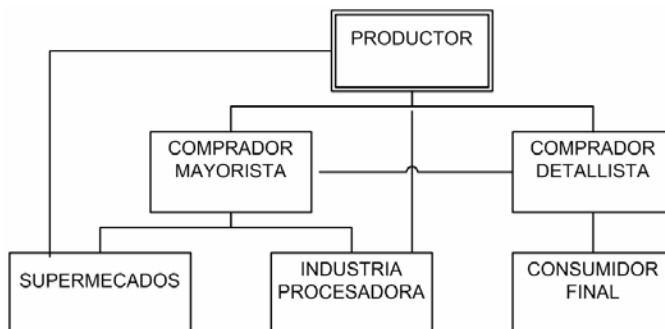 PRODUCTOR
COMPRADOR
MAYORISTA
COMPRADOR
DETALLISTA
SUPERMECADOS
INDUSTRIA
PROCESADORA
CONSUMIDOR
FINAL